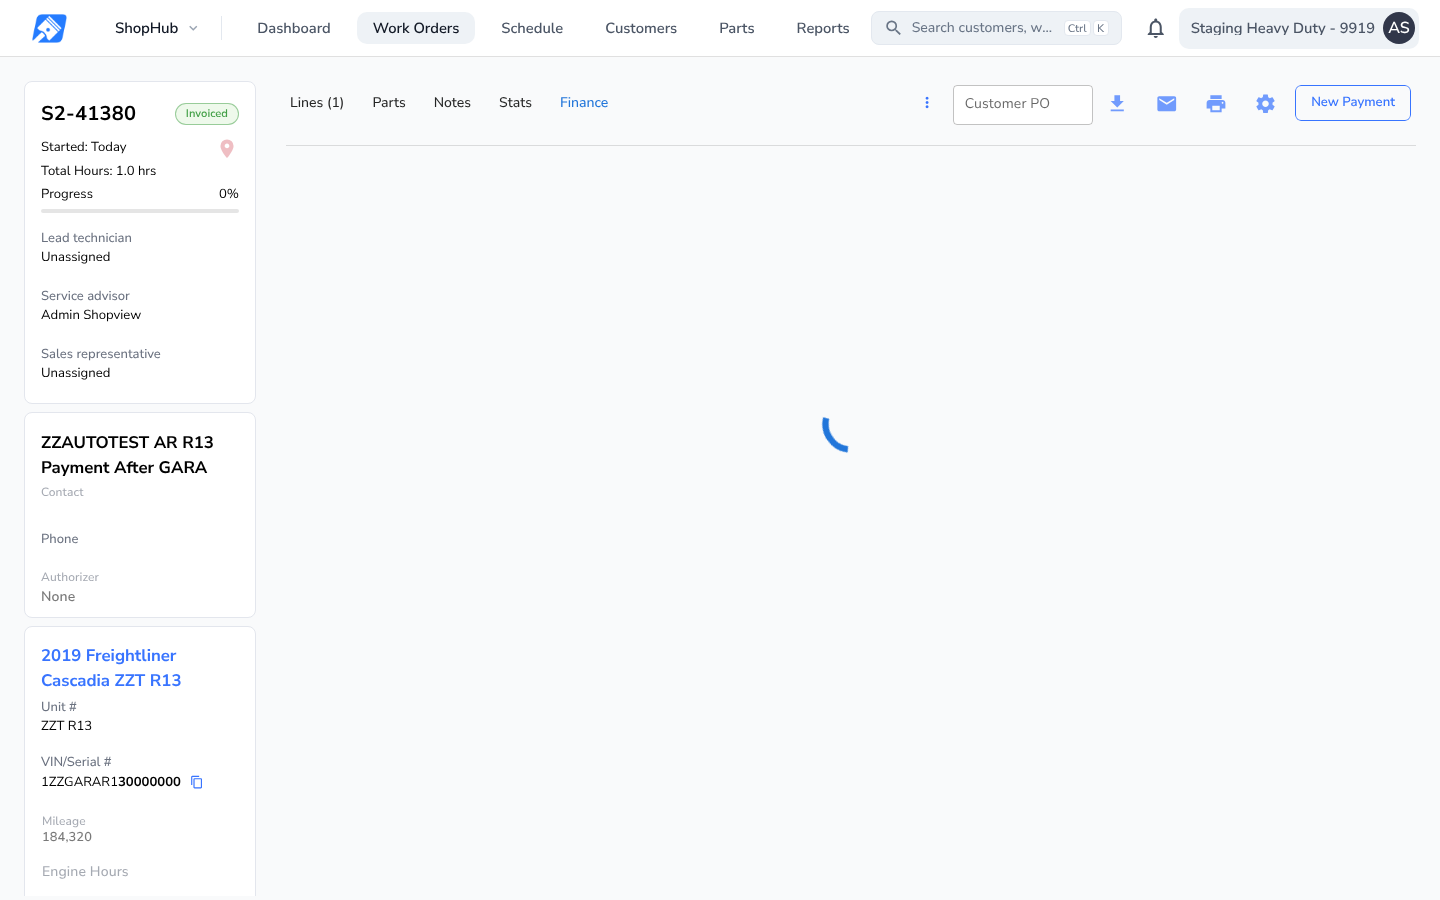 ShopHub
Dashboard
Work Orders
Schedule
Customers
Parts
Reports
Search customers, w...
Ctrl
K
Staging Heavy Duty - 9919
AS
S2-41380
Invoiced
Started: Today
Total Hours: 1.0 hrs
Progress
0%
Lead technician
Unassigned
Service advisor
Admin Shopview
Sales representative
Unassigned
ZZAUTOTEST AR R13
Payment After GARA
Contact
Phone
Authorizer
None
2019 Freightliner
Cascadia ZZT R13
Unit #
ZZT R13
VIN/Serial #
1ZZGARAR130000000
Mileage
184,320
Engine Hours
Lines (1)
Parts
Notes
Stats
Finance
Customer PO
New Payment